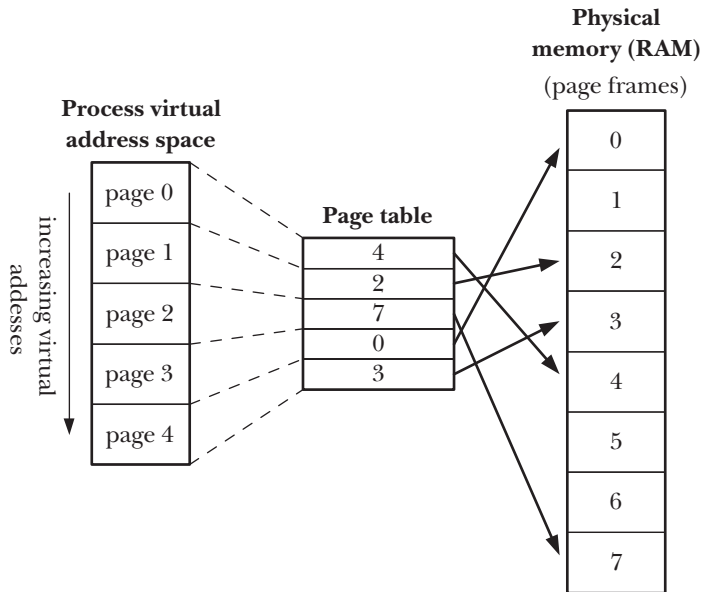 Process virtual
address space
page 0
page 1
page 2
page 3
page 4
increasing virtual
addesses
Page table
4
2
7
0
3
Physical
memory (RAM)
(page frames)
0
1
2
3
4
5
6
7